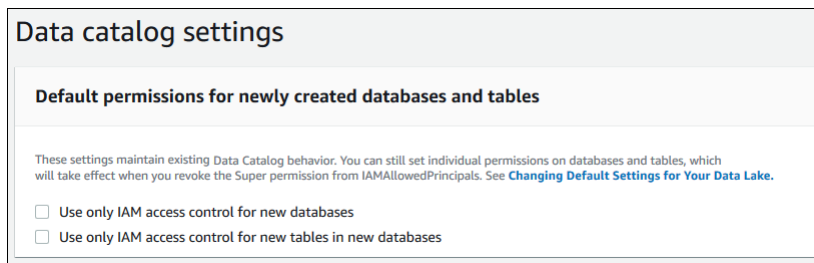 Data catalog settings
Default permissions for newly created databases and tables
These settings maintain existing Data Catalog behavior. You can still set individual permissions on databases and tables, which
will take effect when you revoke the Super permission from IAMAllowedPrincipals. See Changing Default Settings for Your Data Lake.
Use only IAM access control for new databases
Use only IAM access control for new tables in new databases